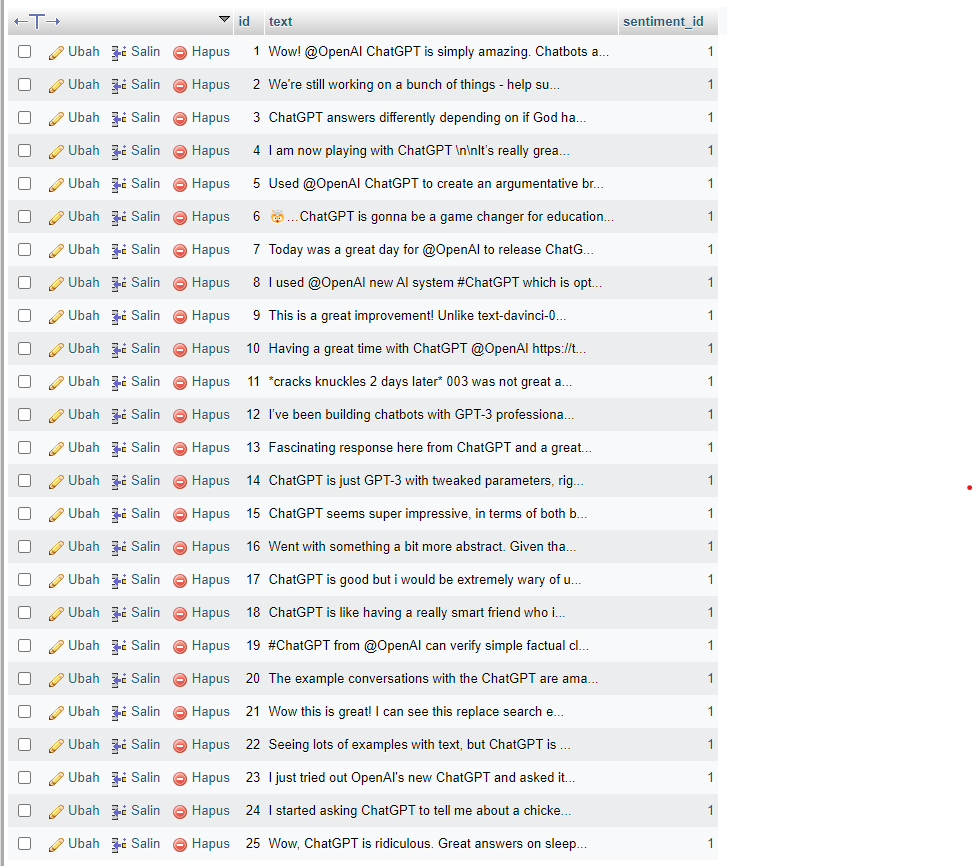 ←T→ id text sentiment_id
Ubah Salin Hapus 1 Wow! @OpenAI ChatGPT is simply amazing. Chatbots a... 1
Ubah Salin Hapus 2 We're still working on a bunch of things - help su... 1
Ubah Salin Hapus 3 ChatGPT answers differently depending on if God ha... 1
Ubah Salin Hapus 4 I am now playing with ChatGPT \n\nIt's really grea... 1
Ubah Salin Hapus 5 Used @OpenAI ChatGPT to create an argumentative br... 1
Ubah Salin Hapus 6 🤯...ChatGPT is gonna be a game changer for education... 1
Ubah Salin Hapus 7 Today was a great day for @OpenAI to release ChatG... 1
Ubah Salin Hapus 8 I used @OpenAI new AI system #ChatGPT which is opt... 1
Ubah Salin Hapus 9 This is a great improvement! Unlike text-davinci-0... 1
Ubah Salin Hapus 10 Having a great time with ChatGPT @OpenAI https://t... 1
Ubah Salin Hapus 11 *cracks knuckles 2 days later* 003 was not great a... 1
Ubah Salin Hapus 12 I've been building chatbots with GPT-3 professiona... 1
Ubah Salin Hapus 13 Fascinating response here from ChatGPT and a great... 1
Ubah Salin Hapus 14 ChatGPT is just GPT-3 with tweaked parameters, rig... 1
Ubah Salin Hapus 15 ChatGPT seems super impressive, in terms of both b... 1
Ubah Salin Hapus 16 Went with something a bit more abstract. Given tha... 1
Ubah Salin Hapus 17 ChatGPT is good but i would be extremely wary of u... 1
Ubah Salin Hapus 18 ChatGPT is like having a really smart friend who i... 1
Ubah Salin Hapus 19 #ChatGPT from @OpenAI can verify simple factual cl... 1
Ubah Salin Hapus 20 The example conversations with the ChatGPT are ama... 1
Ubah Salin Hapus 21 Wow this is great! I can see this replace search e... 1
Ubah Salin Hapus 22 Seeing lots of examples with text, but ChatGPT is ... 1
Ubah Salin Hapus 23 I just tried out OpenAI's new ChatGPT and asked it... 1
Ubah Salin Hapus 24 I started asking ChatGPT to tell me about a chicke... 1
Ubah Salin Hapus 25 Wow, ChatGPT is ridiculous. Great answers on sleep... 1